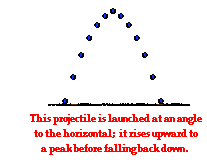 This projectile is launched at an angle
to the horizontal; it rises upward to
a peak before falling back down.